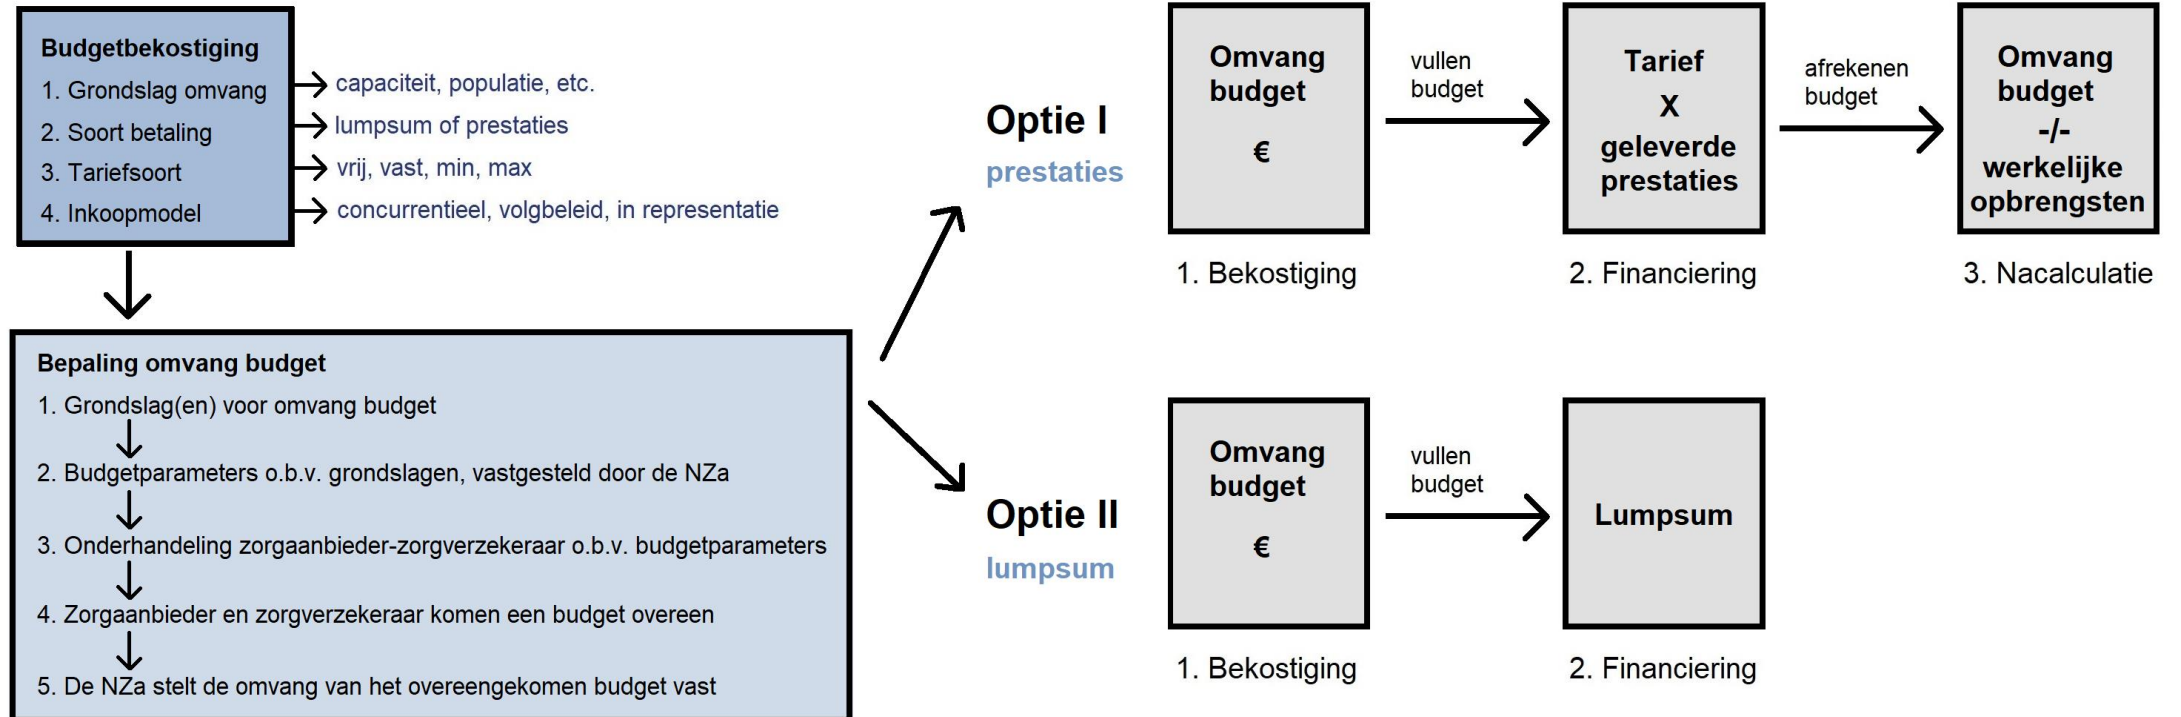 Budgetbekostiging
1. Grondslag omvang
2. Soort betaling
3. Tariefsoort
4. Inkoopmodel
capaciteit, populatie, etc.
lumpsum of prestaties
vrij, vast, min, max
concurrentieel, volgbeleid, in representatie
Bepaling omvang budget
1. Grondslag(en) voor omvang budget
2. Budgetparameters o.b.v. grondslagen, vastgesteld door de NZa
3. Onderhandeling zorgaanbieder-zorgverzekeraar o.b.v. budgetparameters
4. Zorgaanbieder en zorgverzekeraar komen een budget overeen
5. De NZa stelt de omvang van het overeengekomen budget vast
Optie I
prestaties
Omvang
budget
€
1. Bekostiging
vullen
budget
Tarief
X
geleverde
prestaties
2. Financiering
afrekenen
budget
Omvang
budget
-/-
werkelijke
opbrengsten
3. Nacalculatie
Optie II
lumpsum
Omvang
budget
€
1. Bekostiging
vullen
budget
Lumpsum
2. Financiering